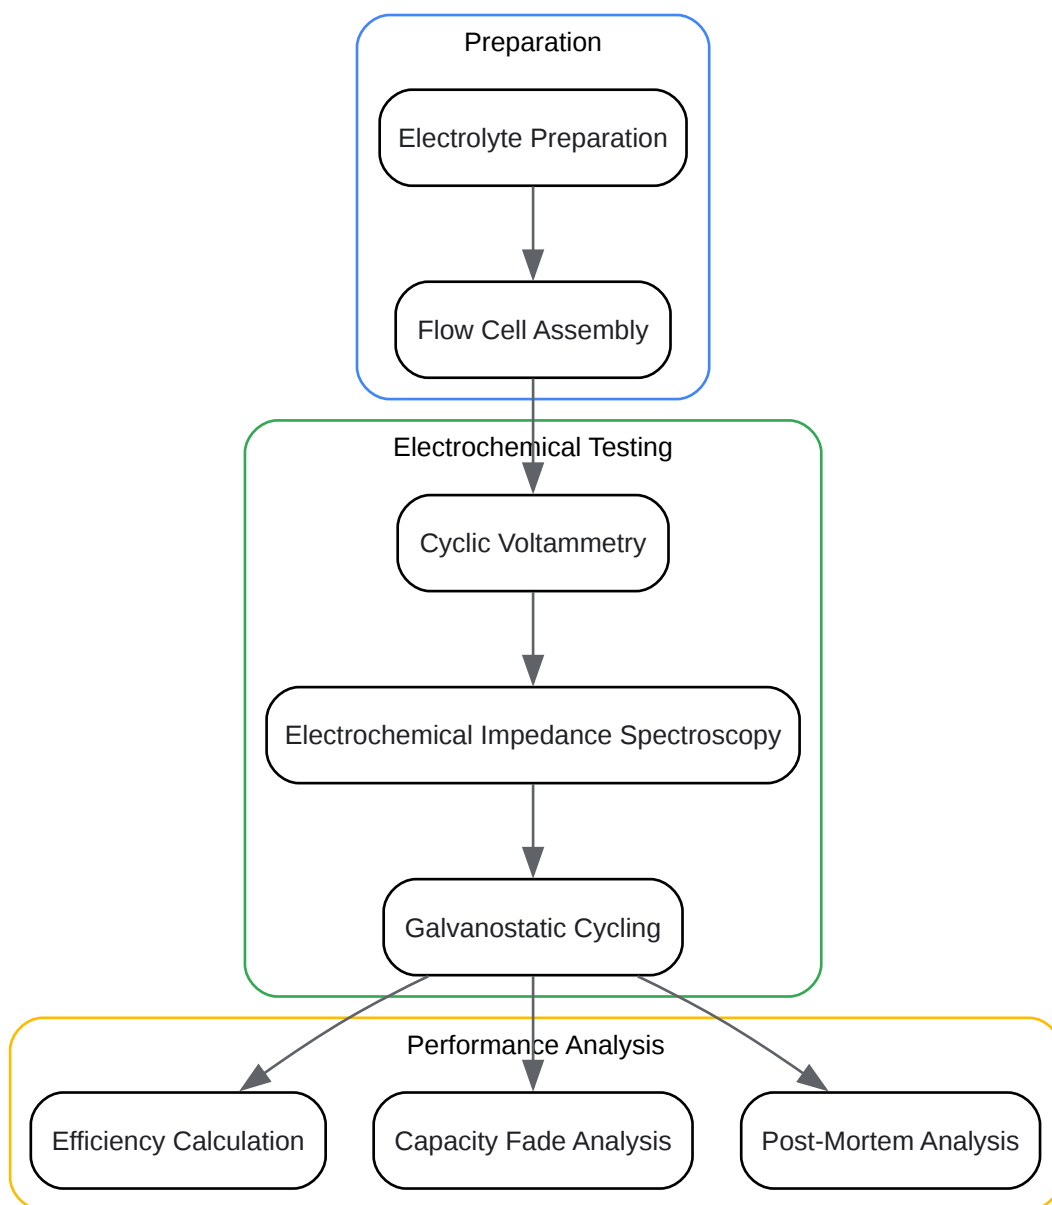 Preparation
Electrolyte Preparation
Flow Cell Assembly
Electrochemical Testing
Cyclic Voltammetry
Electrochemical Impedance Spectroscopy
Galvanostatic Cycling
Performance Analysis
Efficiency Calculation
Capacity Fade Analysis
Post-Mortem Analysis